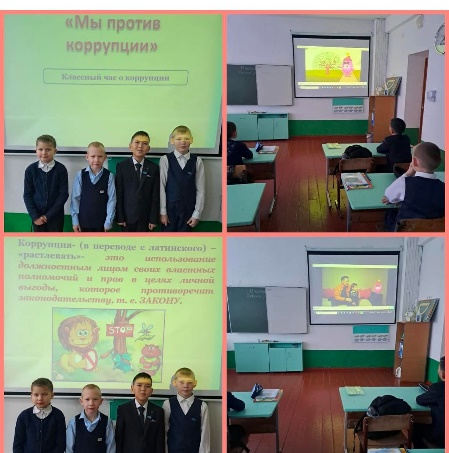 «Мы против
коррупции»
Классный час о коррупции
Коррупция- (в переводе с латинского) –
«растлевать»- это использование
должностным лицам своих властных
полномочий и прав в целях личной
выгоды, которое противоречит
законодательству, т. е. ЗАКОНУ.
STOP